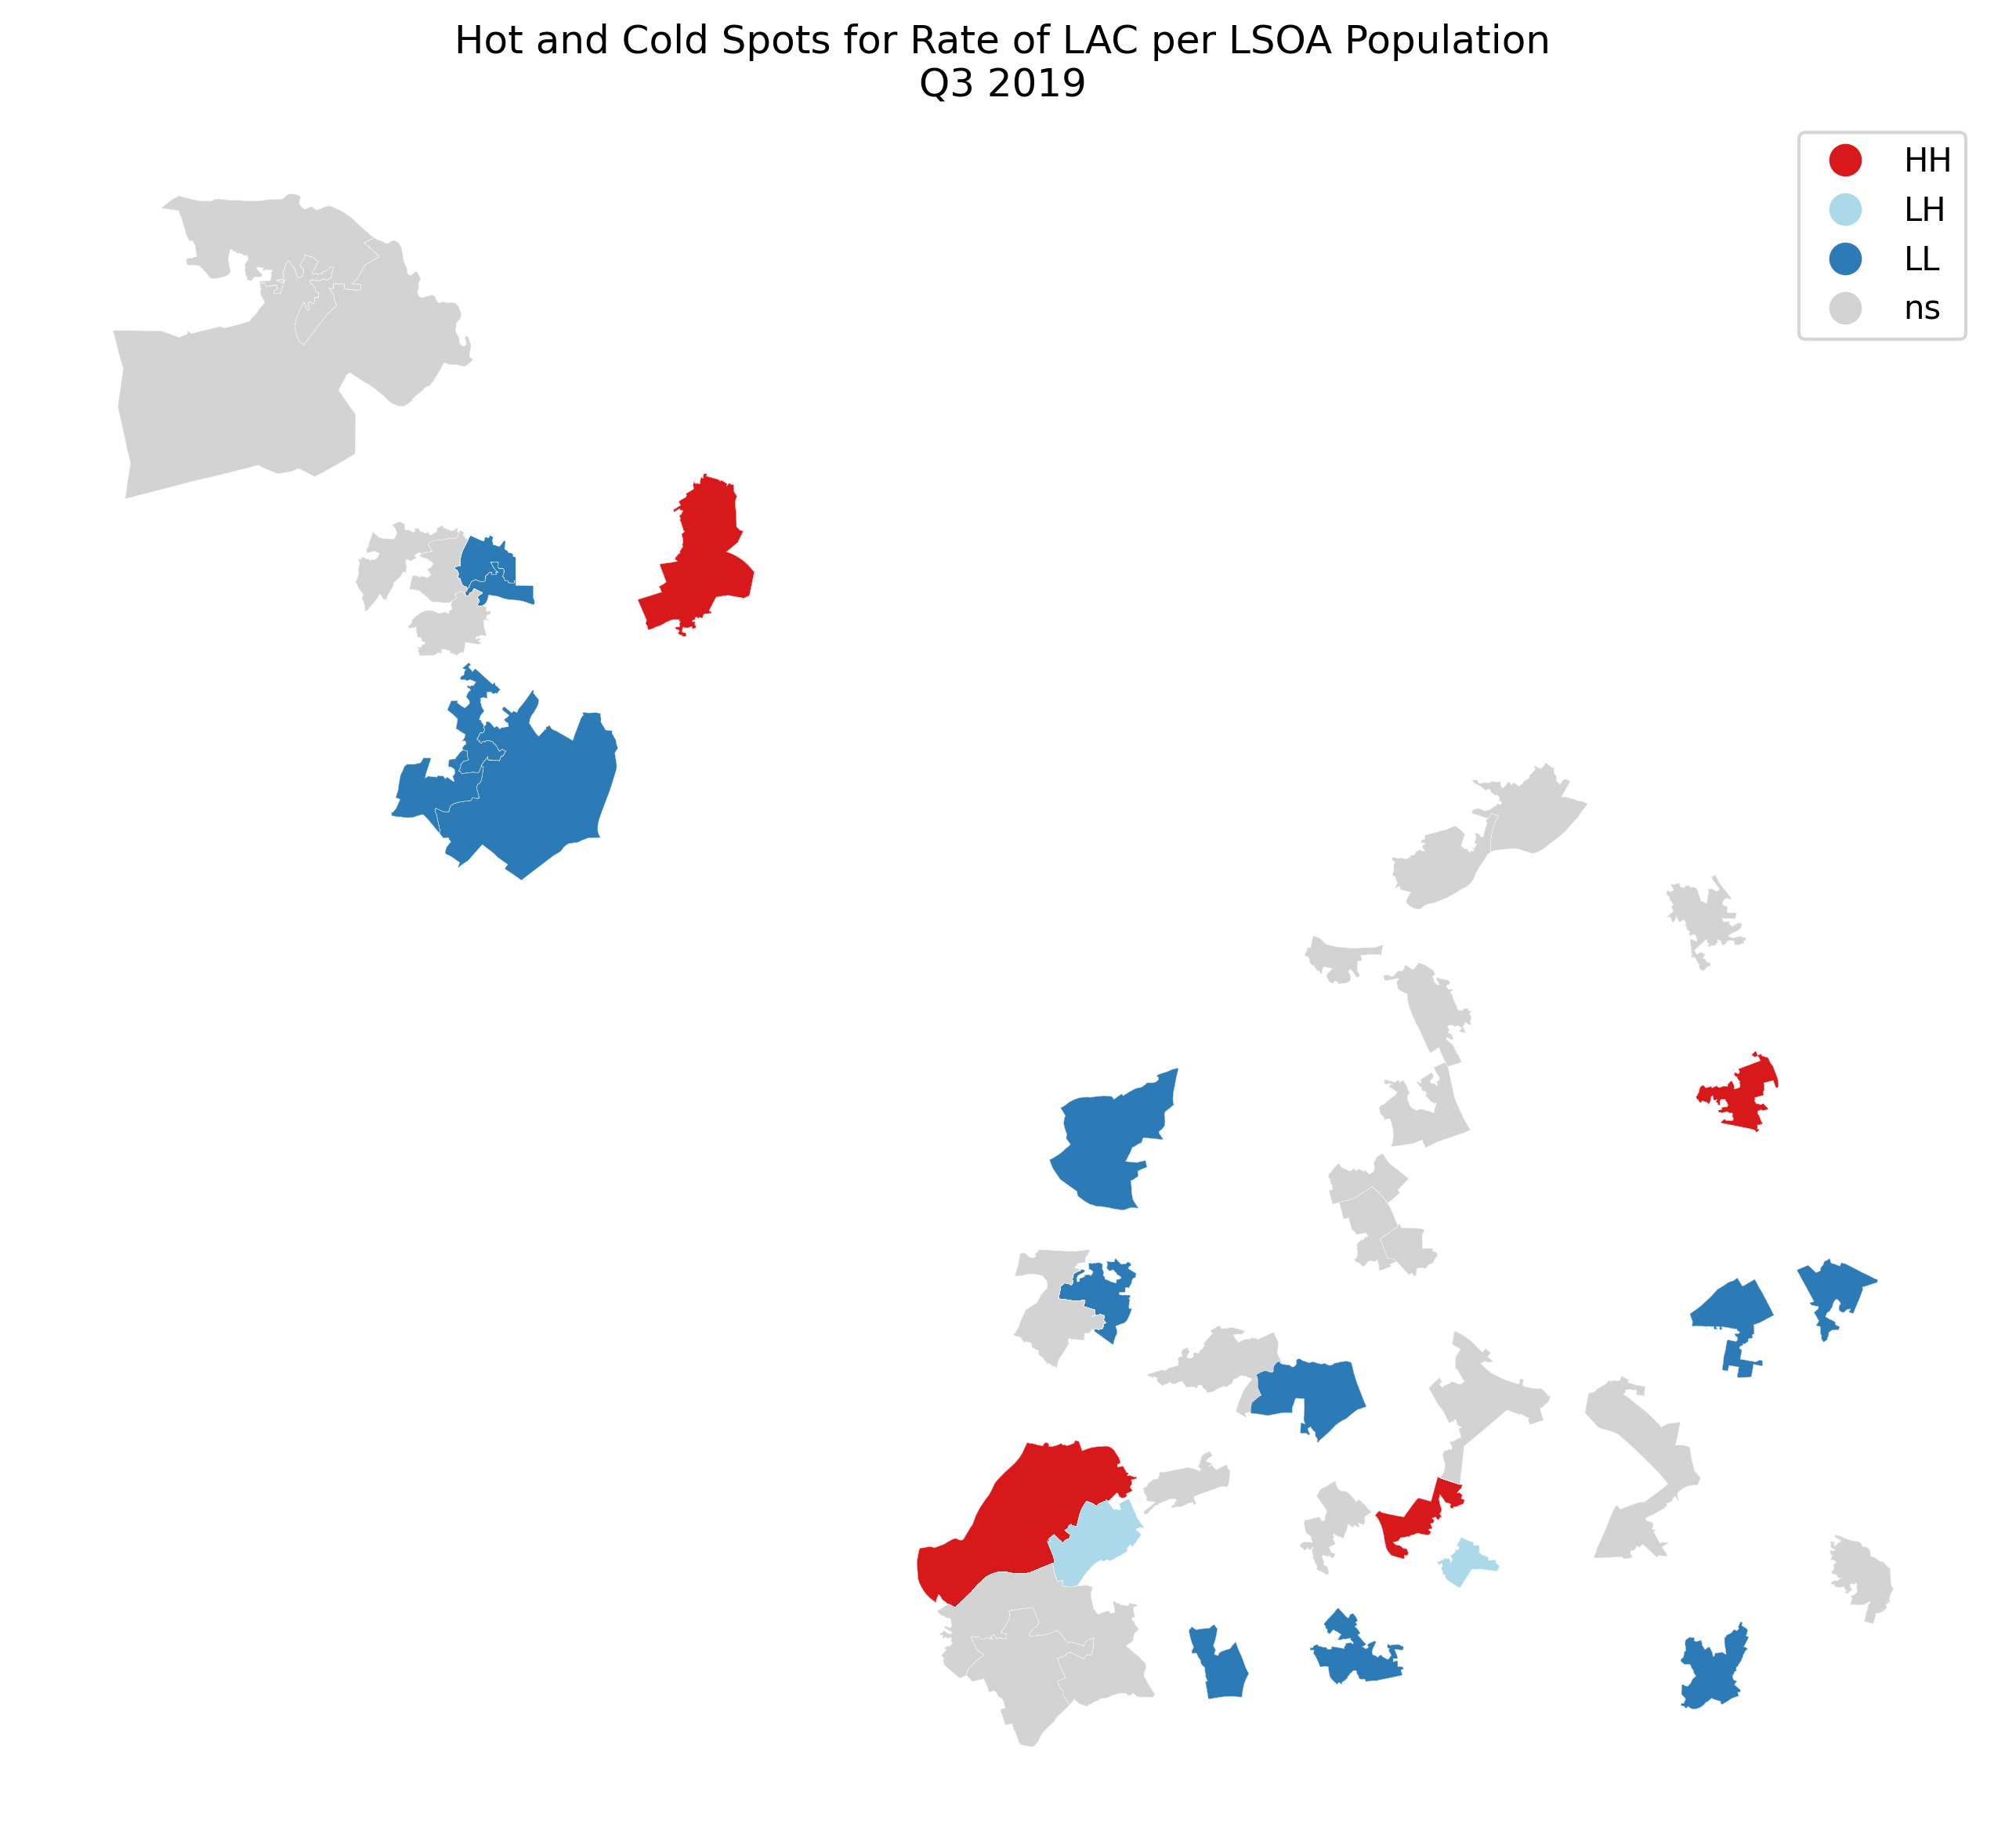 Hot and Cold Spots for Rate of LAC per LSOA Population
Q3 2019
HH
LH
LL
ns